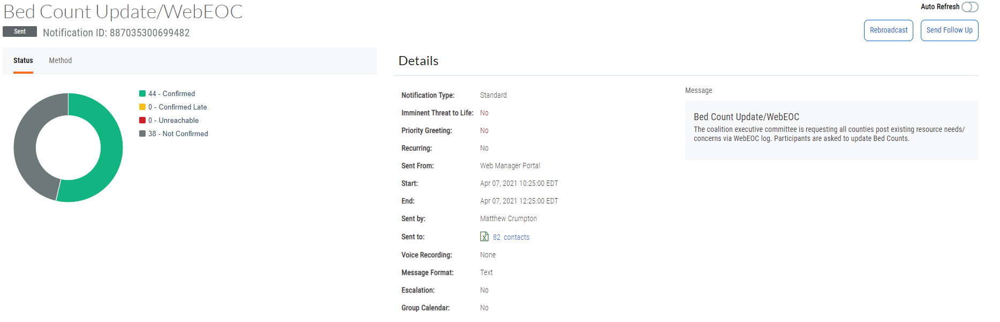 Bed Count Update/WebEOC
Auto Refresh
Sent Notification ID: 887035300699482
Rebroadcast Send Follow Up
Status Method
44 - Confirmed
0 - Confirmed Late
0 - Unreachable
38 - Not Confirmed
Details
Notification Type: Standard
Imminent Threat to Life: No
Priority Greeting: No
Recurring: No
Sent From: Web Manager Portal
Start: Apr 07, 2021 10:25:00 EDT
End: Apr 07, 2021 12:25:00 EDT
Sent by: Matthew Crumpton
Sent to: 82 contacts
Voice Recording: None
Message Format: Text
Escalation: No
Group Calendar: No
Message
Bed Count Update/WebEOC
The coalition executive committee is requesting all counties post existing resource needs/
concerns via WebEOC log. Participants are asked to update Bed Counts.